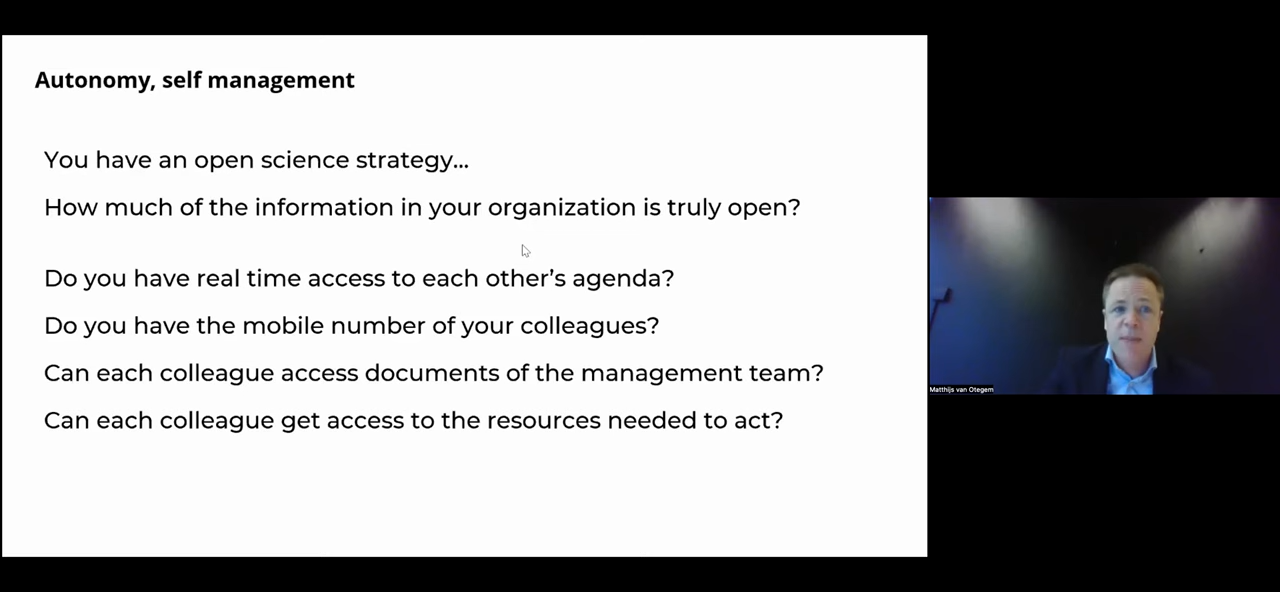 Autonomy, self management
You have an open science strategy...
How much of the information in your organization is truly open?
Do you have real time access to each other’s agenda?
Do you have the mobile number of your colleagues?
Can each colleague access documents of the management team?
Can each colleague get access to the resources needed to act?
Matthijs van Otegem